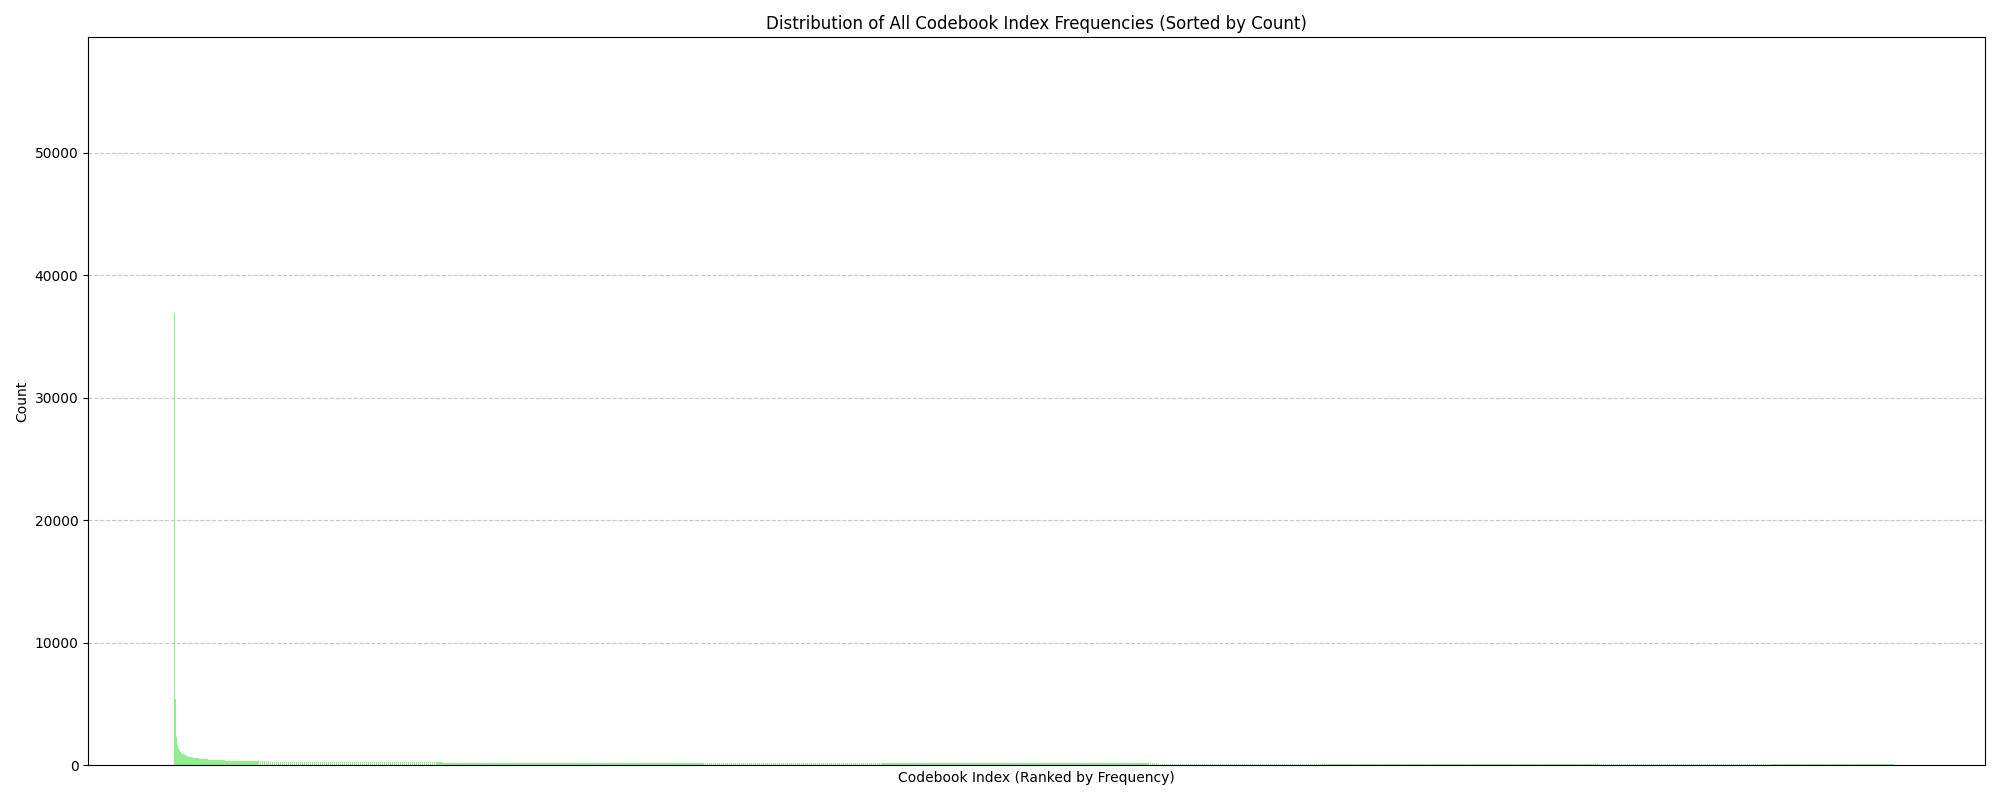 Distribution of All Codebook Index Frequencies (Sorted by Count)
50000
40000
30000
20000
10000
0
Count
Codebook Index (Ranked by Frequency)